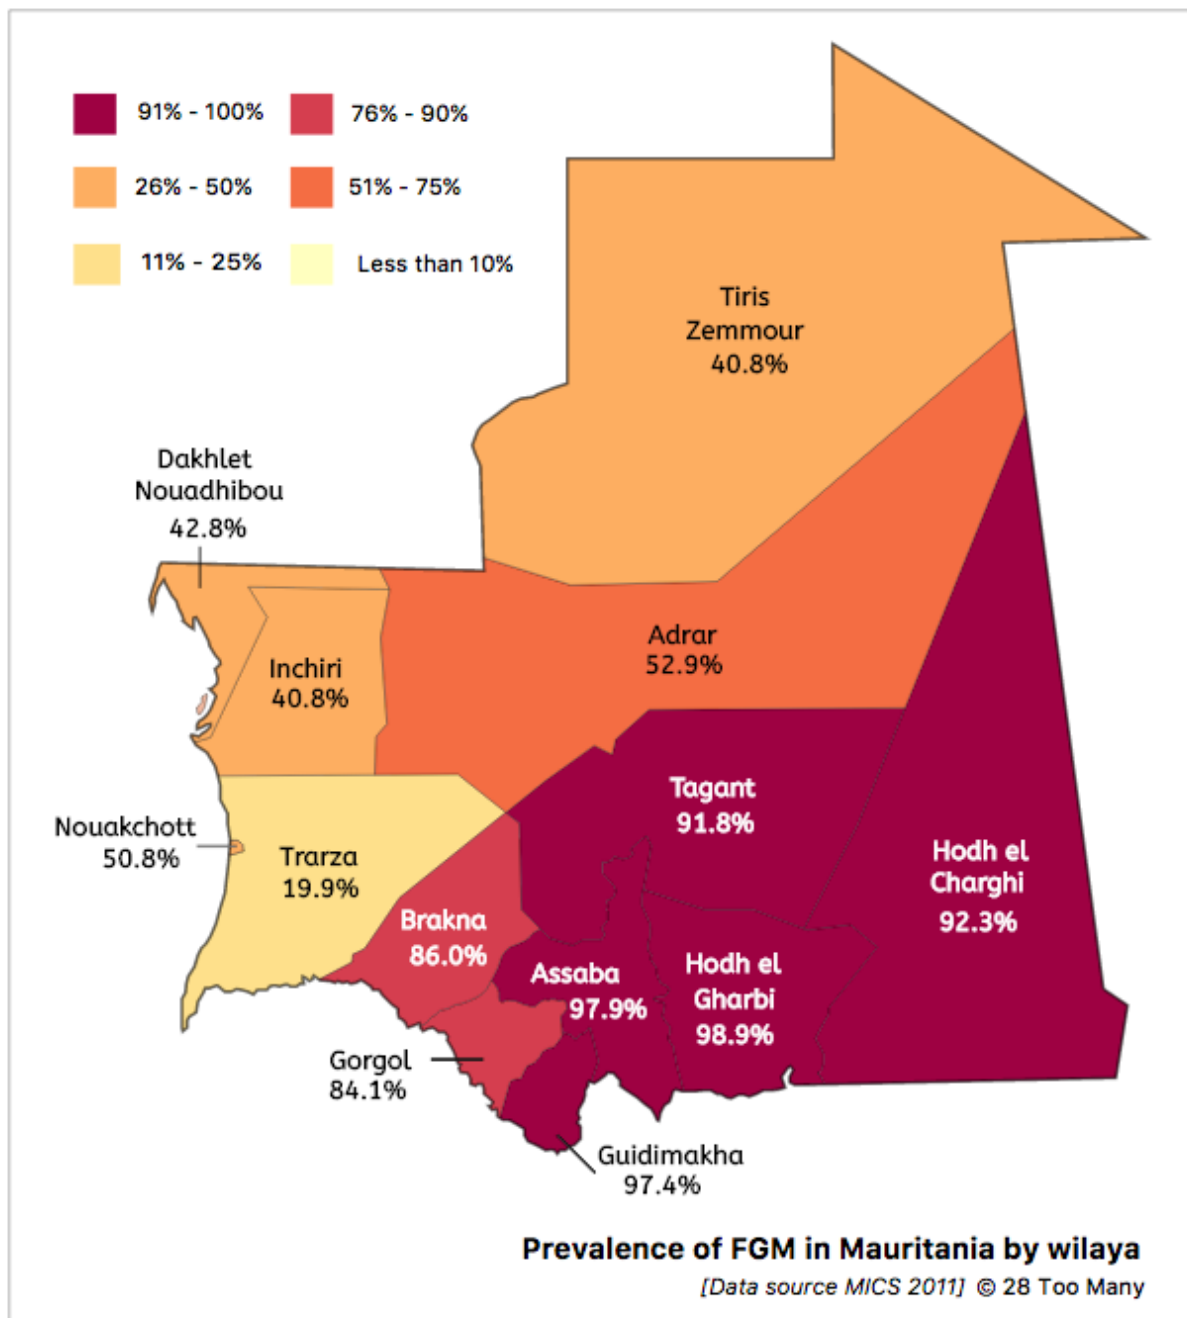 91% - 100%
76% - 90%
26% - 50%
51% - 75%
11% - 25%
Less than 10%
Tiris
Zemmour
40.8%
Dakhlet
Nouadhibou
42.8%
Inchiri
40.8%
Adrar
52.9%
Tagant
91.8%
Nouakchott
50.8%
Trarza
19.9%
Hodh el
Charghi
92.3%
Brakna
86.0%
Assaba
97.9%
Hodh el
Gharbi
98.9%
Gorgol
84.1%
Guidimakha
97.4%
Prevalence of FGM in Mauritania by wilaya
[Data source MICS 2011] © 28 Too Many